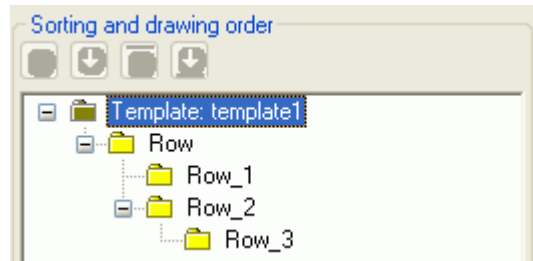 Sorting and drawing order
Template: template1
Row
Row_1
Row_2
Row_3